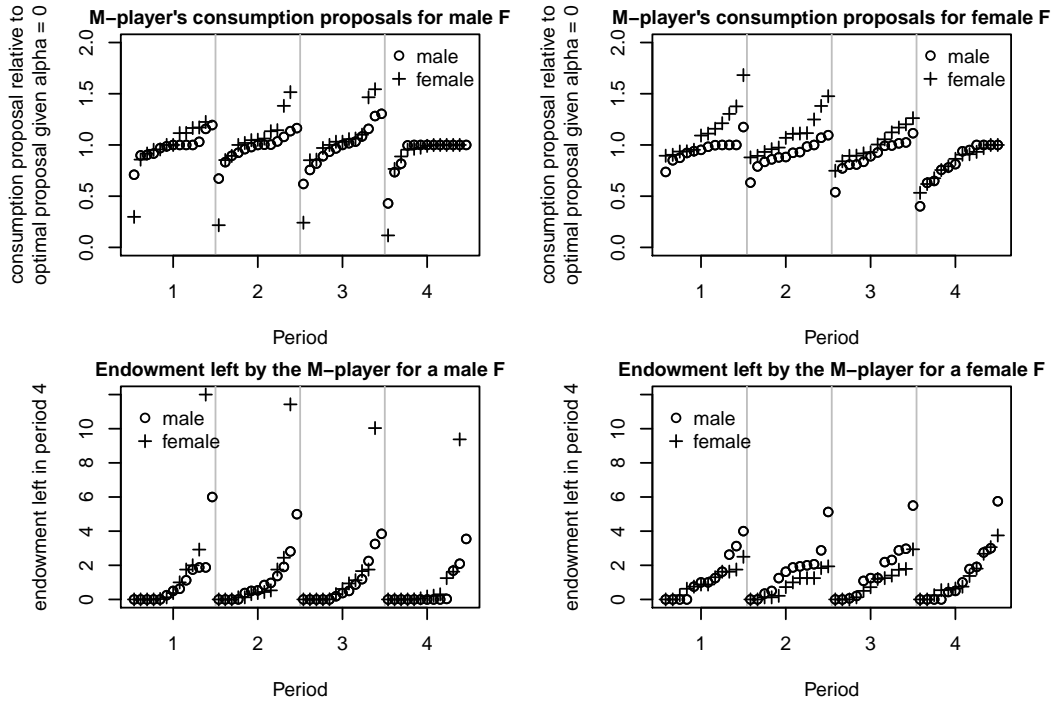 M−player's consumption proposals for male F
consumption proposal relative to
optimal proposal given alpha = 0
2.0
1.5
1.0
0.5
0.0
male
female
1 2 3 4
Period
M−player's consumption proposals for female F
consumption proposal relative to
optimal proposal given alpha = 0
2.0
1.5
1.0
0.5
0.0
male
female
1 2 3 4
Period
Endowment left by the M−player for a male F
endowment left in period 4
10
8
6
4
2
0
male
female
1 2 3 4
Period
Endowment left by the M−player for a female F
endowment left in period 4
10
8
6
4
2
0
male
female
1 2 3 4
Period